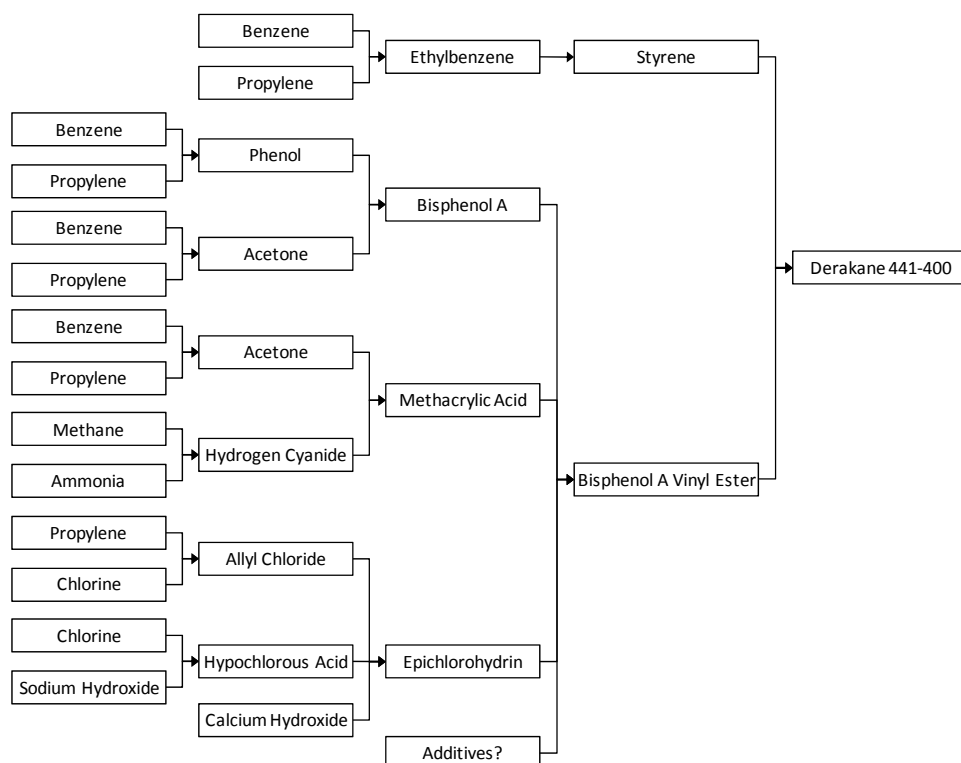 Benzene
Ethylbenzene
Styrene
Propylene
Benzene
Phenol
Propylene
Bisphenol A
Benzene
Acetone
Propylene
Derakane 441-400
Benzene
Acetone
Propylene
Methacrylic Acid
Methane
Hydrogen Cyanide
Ammonia
Bisphenol A Vinyl Ester
Propylene
Allyl Chloride
Chlorine
Chlorine
Hypochlorous Acid
Epichlorohydrin
Sodium Hydroxide
Calcium Hydroxide
Additives?